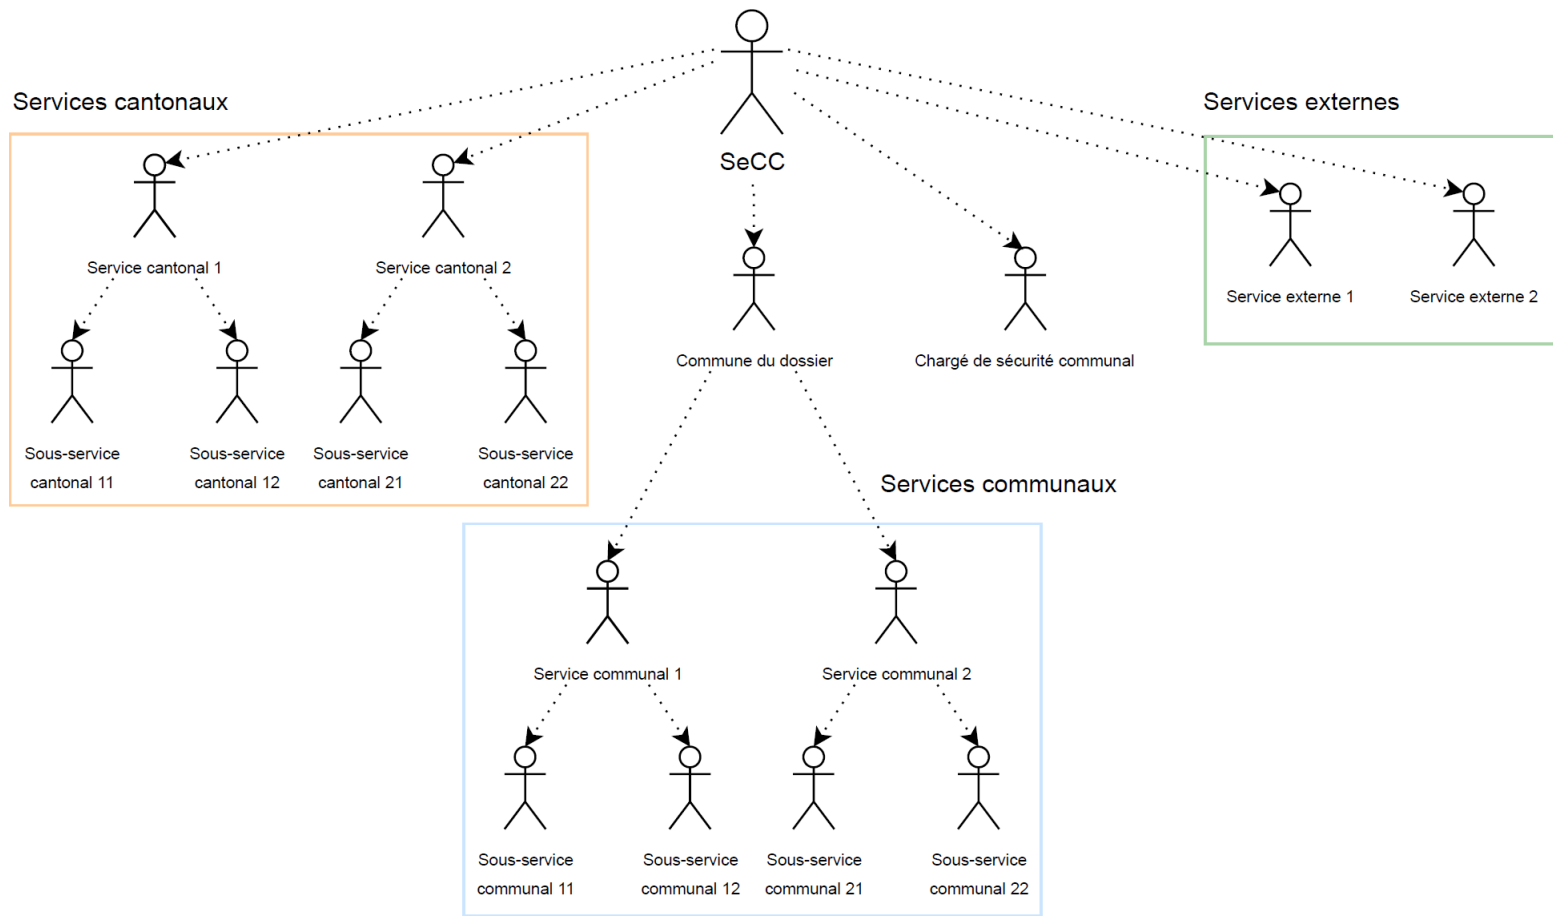 Services cantonaux
Services externes
SeCC
Service cantonal 1
Service cantonal 2
Service externe 1
Service externe 2
Commune du dossier
Chargé de sécurité communal
Sous-service
cantonal 11
Sous-service
cantonal 12
Sous-service
cantonal 21
Sous-service
cantonal 22
Services communaux
Service communal 1
Service communal 2
Sous-service
communal 11
Sous-service
communal 12
Sous-service
communal 21
Sous-service
communal 22